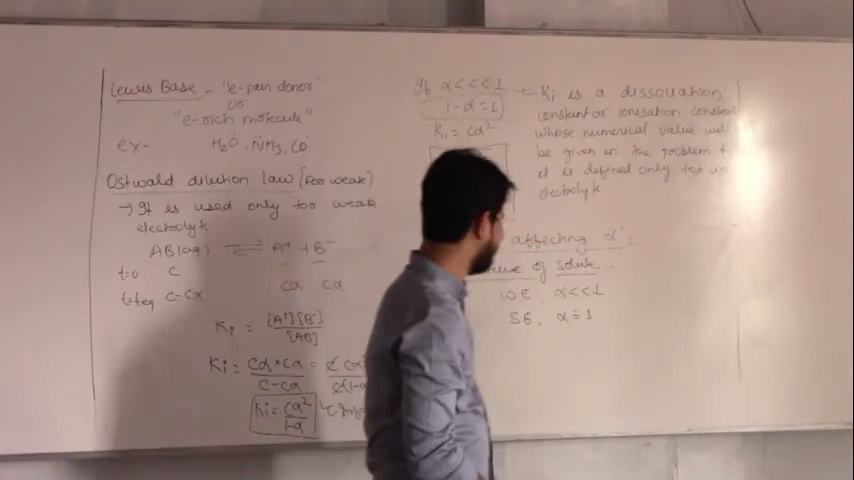 Lewis Base - "e-pair donor"
or
"e-rich molecule"
ex- H2O, NH3, CO
Ostwald dilution law (for weak)
→ It is used only for weak
electrolyte
AB(aq) ⇌ A+ + B-
t=0 C
t=teq C-Cα Cα Cα
Ki = [A+][B-]
[AB]
Ki = Cα×Cα =
C-Cα
Ki = Cα2
1-α
If α<<<1
1-α=1
Ki = Cα2
Ki is a dissociation
constant or ionisation constant
whose numerical value will
be given in the problem
it is defined only for
electrolyte
affecting α
of solute
WE, α<<1
SE, α≅1